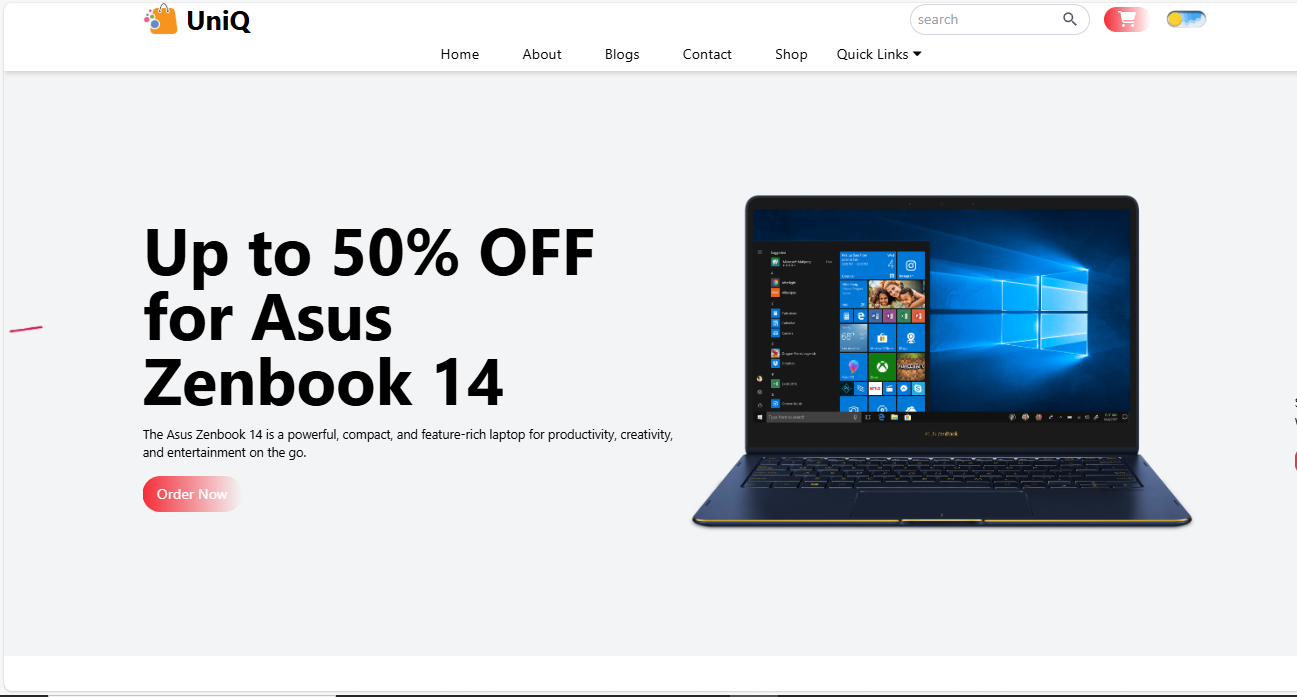 UniQ
search
Home About Blogs Contact Shop Quick Links
Up to 50% OFF
for Asus
Zenbook 14
The Asus Zenbook 14 is a powerful, compact, and feature-rich laptop for productivity, creativity,
and entertainment on the go.
Order Now